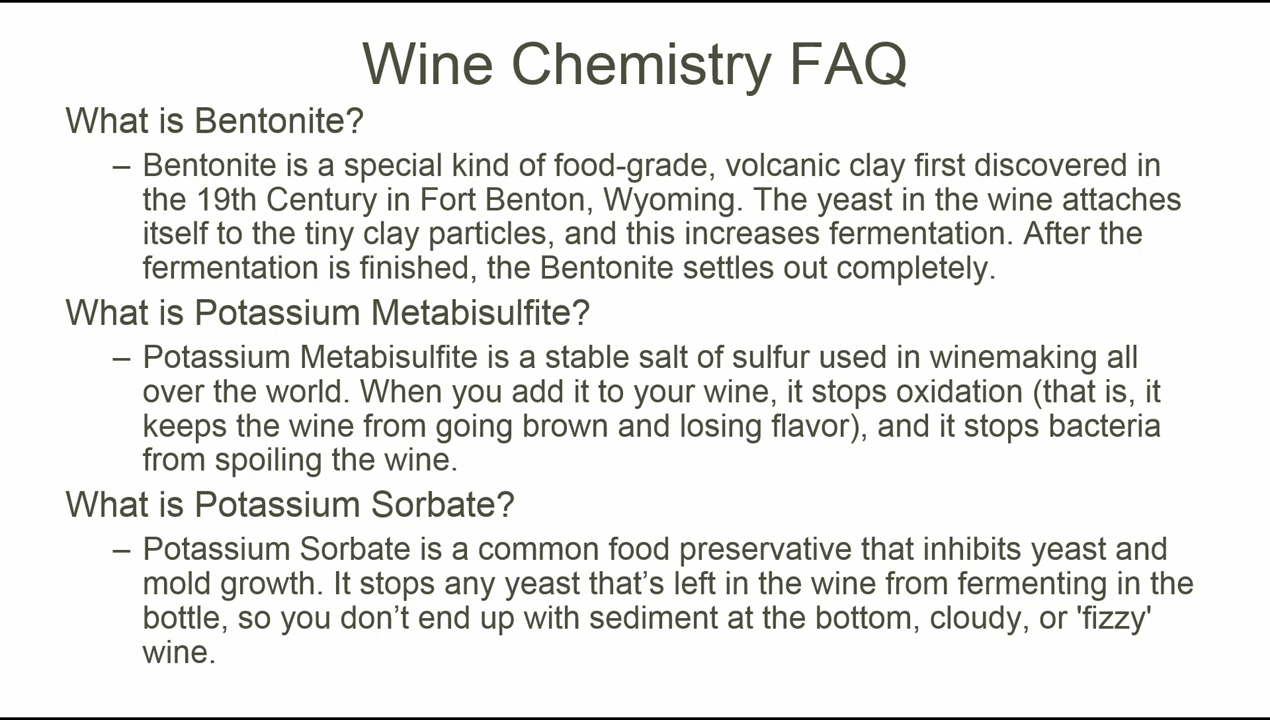 Wine Chemistry FAQ
What is Bentonite?
– Bentonite is a special kind of food-grade, volcanic clay first discovered in
the 19th Century in Fort Benton, Wyoming. The yeast in the wine attaches
itself to the tiny clay particles, and this increases fermentation. After the
fermentation is finished, the Bentonite settles out completely.
What is Potassium Metabisulfite?
– Potassium Metabisulfite is a stable salt of sulfur used in winemaking all
over the world. When you add it to your wine, it stops oxidation (that is, it
keeps the wine from going brown and losing flavor), and it stops bacteria
from spoiling the wine.
What is Potassium Sorbate?
– Potassium Sorbate is a common food preservative that inhibits yeast and
mold growth. It stops any yeast that’s left in the wine from fermenting in the
bottle, so you don’t end up with sediment at the bottom, cloudy, or 'fizzy'
wine.